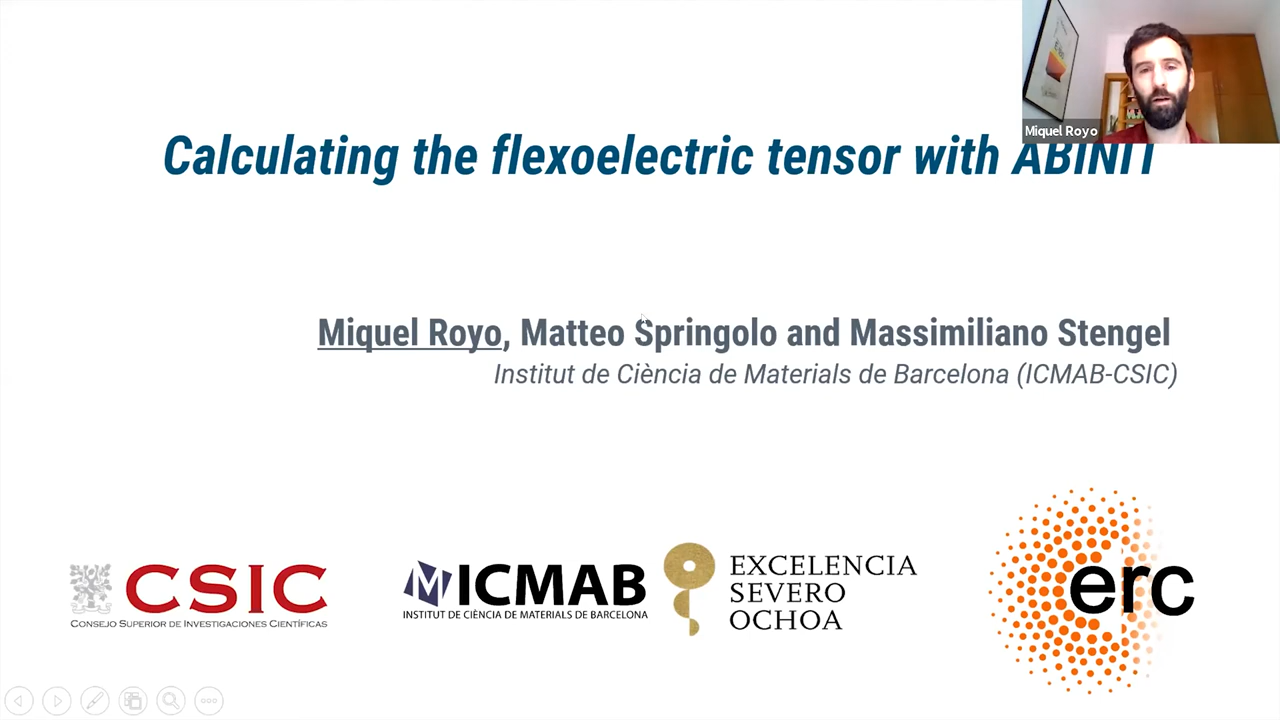 Miquel Royo
Calculating the flexoelectric tensor with ABINIT
Miquel Royo, Matteo Springolo and Massimiliano Stengel
Institut de Ciència de Materials de Barcelona (ICMAB-CSIC)
CSIC
CONSEJO SUPERIOR DE INVESTIGACIONES CIENTÍFICAS
ICMAB
INSTITUT DE CIÈNCIA DE MATERIALS DE BARCELONA
EXCELENCIA
SEVERO
OCHOA
erc